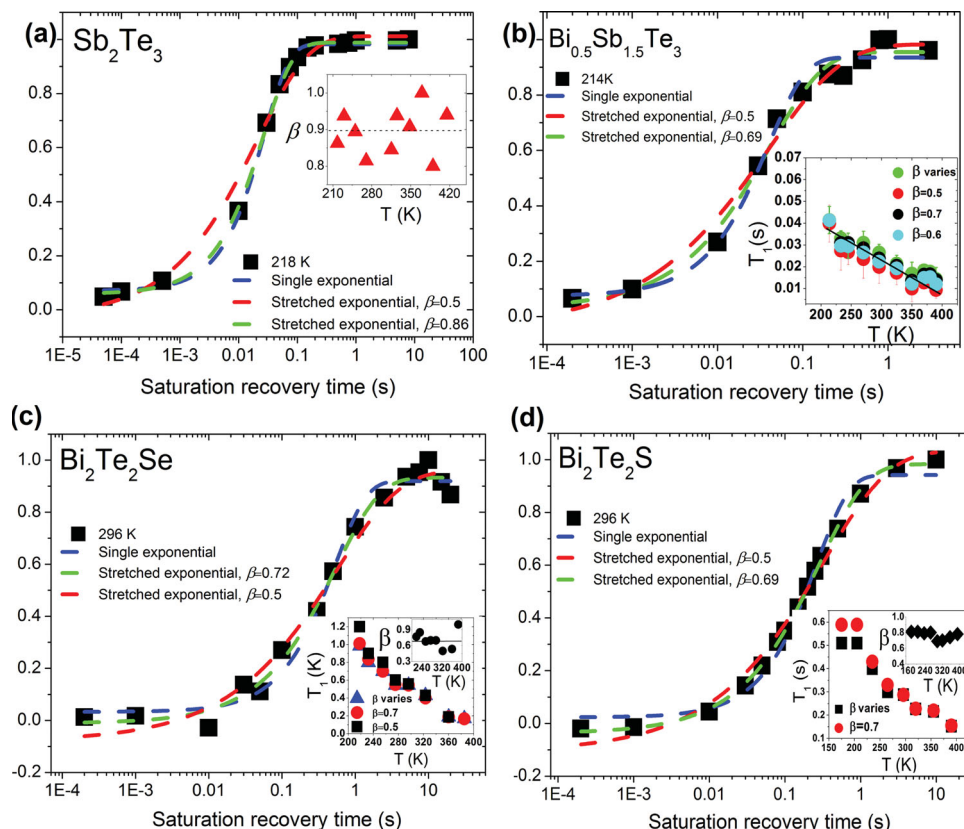 (a)
Sb2Te3
1.0
0.8
0.6
0.4
0.2
0.0
β
1.0
0.9
0.8
210
280
350
420
T (K)
218 K
Single exponential
Stretched exponential, β=0.5
Stretched exponential, β=0.86
1E-5
1E-4
1E-3
0.01
0.1
1
10
100
Saturation recovery time (s)
(b)
Bi0.5Sb1.5Te3
1.0
0.8
0.6
0.4
0.2
0.0
214K
Single exponential
Stretched exponential, β=0.5
Stretched exponential, β=0.69
T1(s)
0.07
0.06
0.05
0.04
0.03
0.02
0.01
β varies
β=0.5
β=0.7
β=0.6
200
250
300
350
400
T (K)
1E-4
1E-3
0.01
0.1
1
Saturation recovery time (s)
(c)
Bi2Te2Se
1.0
0.8
0.6
0.4
0.2
0.0
-0.2
296 K
Single exponential
Stretched exponential, β=0.72
Stretched exponential, β=0.5
T1 (K)
1.2
1.0
0.8
0.6
0.4
0.2
0.0
β
0.9
0.6
0.3
240
320
400
T (K)
β varies
β=0.7
β=0.5
200
240
280
320
360
400
T (K)
1E-4
1E-3
0.01
0.1
1
10
Saturation recovery time (s)
(d)
Bi2Te2S
1.0
0.8
0.6
0.4
0.2
0.0
-0.2
296 K
Single exponential
Stretched exponential, β=0.5
Stretched exponential, β=0.69
T1 (s)
0.6
0.5
0.4
0.3
0.2
0.1
β
1.0
0.8
0.6
0.4
160
240
320
400
T (K)
β varies
β=0.7
150
200
250
300
350
400
T (K)
1E-4
1E-3
0.01
0.1
1
10
Saturation recovery time (s)